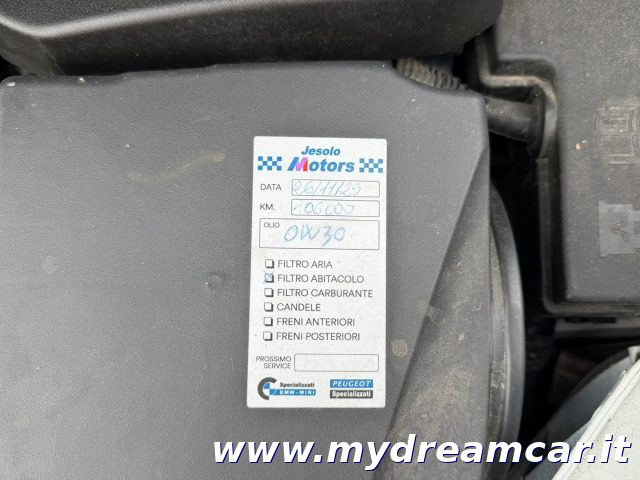 Jesolo
Motors
DATA 26/11/25
KM. 106000
OLIO
0W30
FILTRO ARIA
FILTRO ABITACOLO
FILTRO CARBURANTE
CANDELE
FRENI ANTERIORI
FRENI POSTERIORI
PROSSIMO
SERVICE
Specializzati
BMW - MINI
PEUGEOT
Specializzati
www.mydreamcar.it